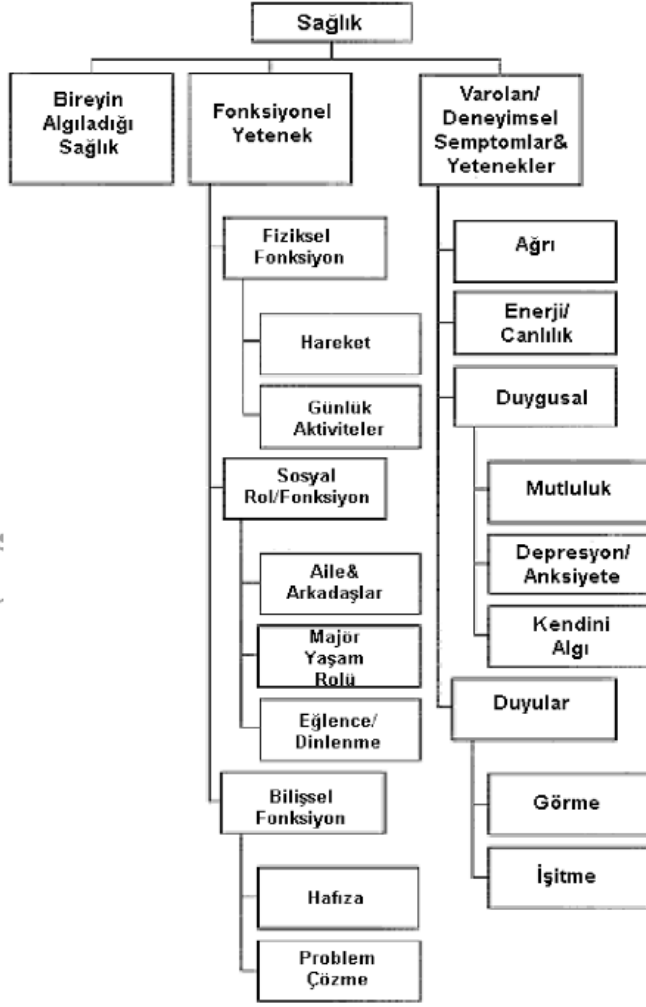 Sağlık
Bireyin
Algıladığı
Sağlık
Fonksiyonel
Yetenek
Varolan/
Deneyimsel
Semptomlar&
Yetenekler
Fiziksel
Fonksiyon
Hareket
Günlük
Aktiviteler
Sosyal
Rol/Fonksiyon
Aile&
Arkadaşlar
Majör
Yaşam
Rolü
Eğlence/
Dinlenme
Bilişsel
Fonksiyon
Hafıza
Problem
Çözme
Ağrı
Enerji/
Canlılık
Duygusal
Mutluluk
Depresyon/
Anksiyete
Kendini
Algı
Duyular
Görme
İşitme